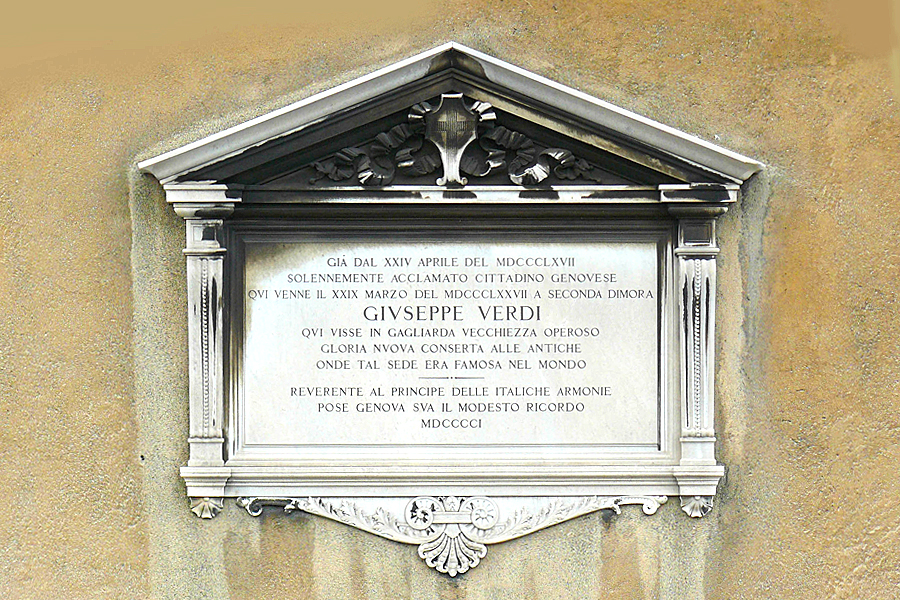 GIÀ DAL XXIV APRILE DEL MDCCCLXVII
SOLENNEMENTE ACCLAMATO CITTADINO GENOVESE
QVI VENNE IL XXIX MARZO DEL MDCCCLXXVII A SECONDA DIMORA
GIVSEPPE VERDI
QVI VISSE IN GAGLIARDA VECCHIEZZA OPEROSO
GLORIA NVOVA CONSERTA ALLE ANTICHE
ONDE TAL SEDE ERA FAMOSA NEL MONDO
REVERENTE AL PRINCIPE DELLE ITALICHE ARMONIE
POSE GENOVA SVA IL MODESTO RICORDO
MDCCCCI